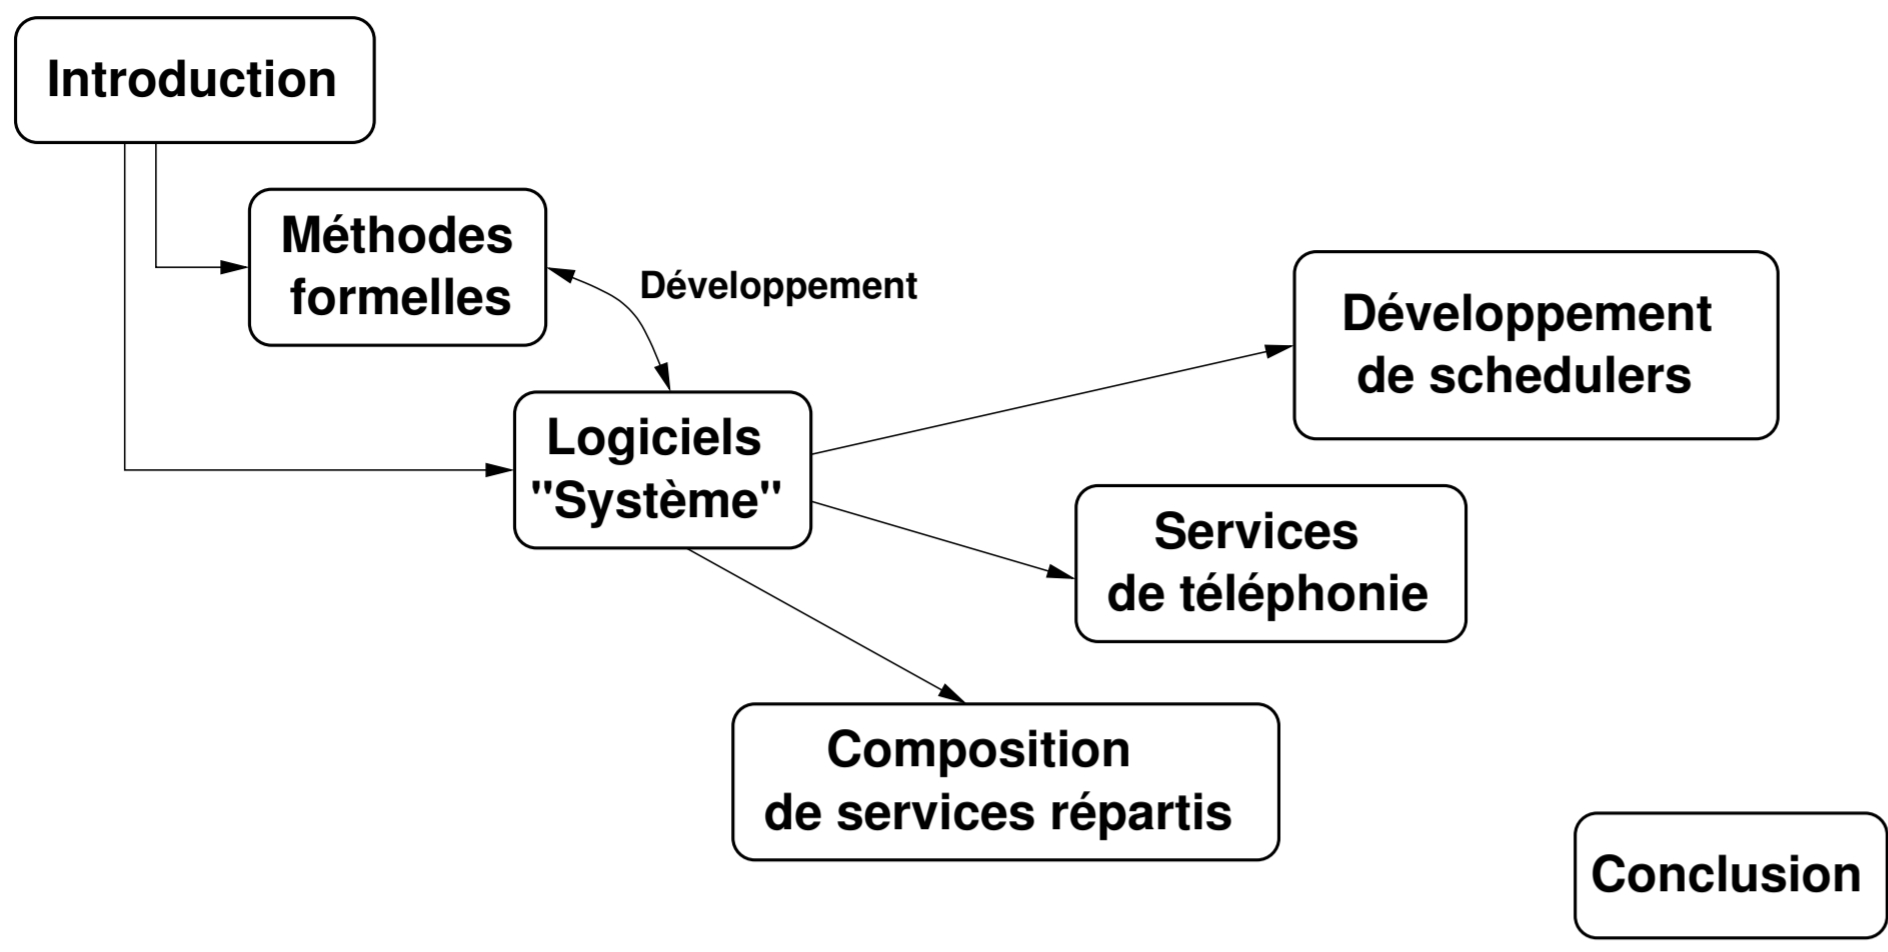 Introduction
Méthodes
formelles
Développement
Logiciels
"Système"
Développement
de schedulers
Services
de téléphonie
Composition
de services répartis
Conclusion